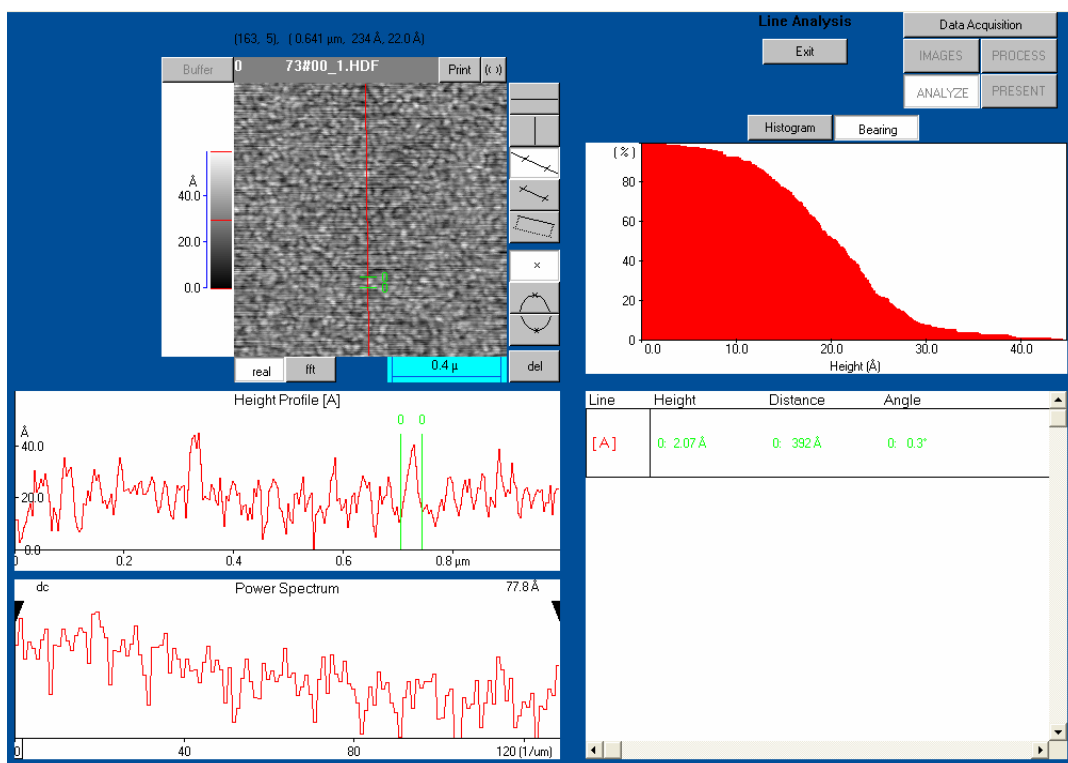 Line Analysis
Data Acquisition
Exit
IMAGES
PROCESS
ANALYZE
PRESENT
(163, 5), ( 0.641 µm, 234 Å, 22.0 Å)
Buffer
0
73#00_1.HDF
Print
Å
40.0
20.0
0.0
0
0
real
fft
0.4 µ
del
Histogram
Bearing
(%)
80
60
40
20
0
0.0 10.0 20.0 30.0 40.0
Height (Å)
Height Profile [A]
0 0
Å
40.0
20.0
0.0
0.2 0.4 0.6 0.8 µm
dc
Power Spectrum
77.8 Å
0 40 80 120 (1/um)
Line Height Distance Angle
[A] 0: 2.07 Å 0: 392 Å 0: 0.3°